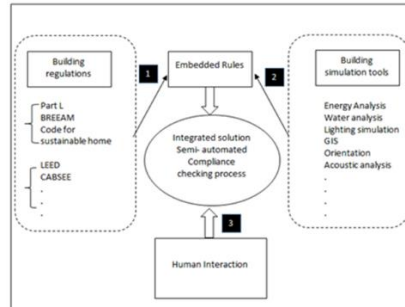 Building
regulations
Part L
BREEAM
Code for
sustainable home
LEED
CABSEE
.
.
.
1
Embedded Rules
2
Integrated solution
Semi- automated
Compliance
checking process
3
Human Interaction
Building
simulation tools
Energy Analysis
Water analysis
Lighting simulation
GIS
Orientation
Acoustic analysis
.
.
.